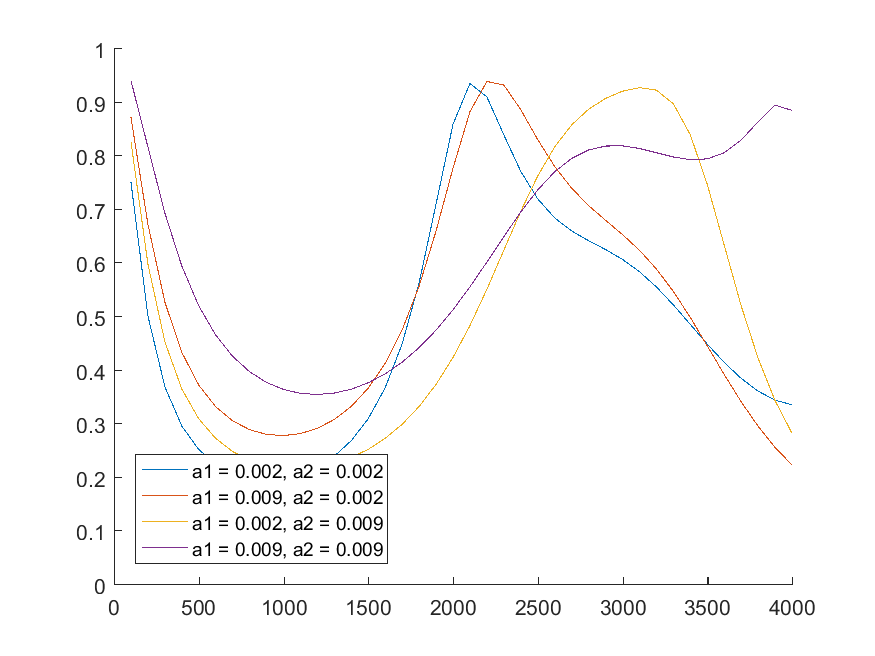 1
0.9
0.8
0.7
0.6
0.5
0.4
0.3
0.2
0.1
0
a1 = 0.002, a2 = 0.002
a1 = 0.009, a2 = 0.002
a1 = 0.002, a2 = 0.009
a1 = 0.009, a2 = 0.009
0 500 1000 1500 2000 2500 3000 3500 4000